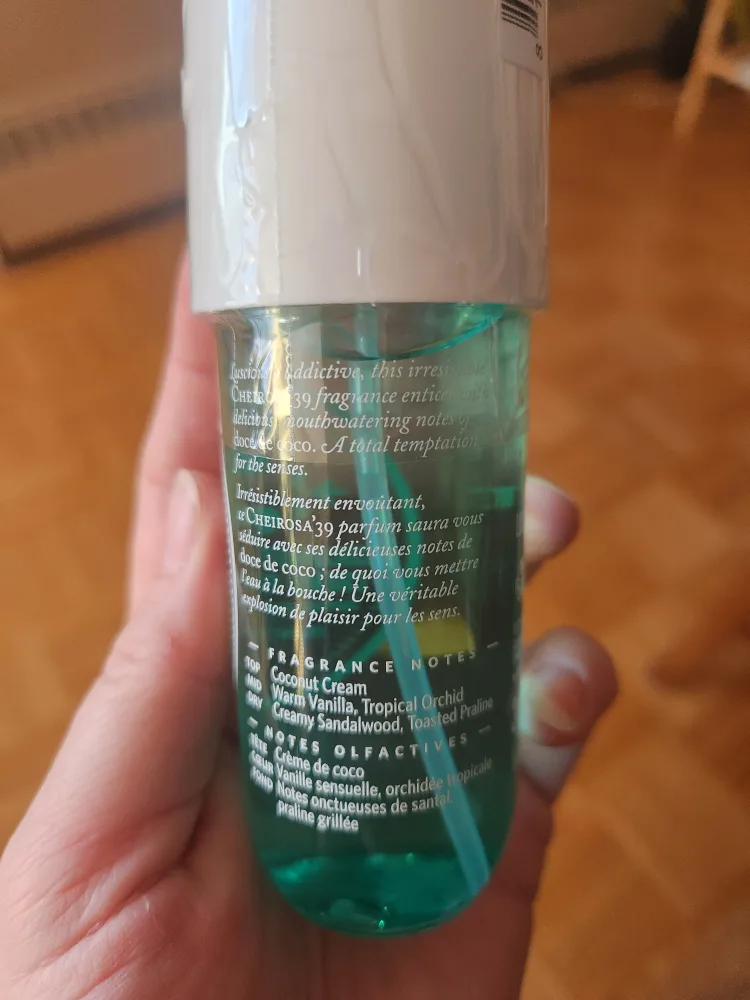 8
Luscious, addictive, this irresistible
CHEIROSA'39 fragrance entices with
delicious, mouthwatering notes of
doce de coco. A total temptation
for the senses.
Irrésistiblement envoûtant,
ce CHEIROSA'39 parfum saura vous
séduire avec ses délicieuses notes de
doce de coco ; de quoi vous mettre
l'eau à la bouche ! Une véritable
explosion de plaisir pour les sens.
— FRAGRANCE NOTES —
TOP Coconut Cream
MID Warm Vanilla, Tropical Orchid
DRY Creamy Sandalwood, Toasted Praline
— NOTES OLFACTIVES —
TÊTE Crème de coco
CŒUR Vanille sensuelle, orchidée tropicale
FOND Notes onctueuses de santal,
praline grillée